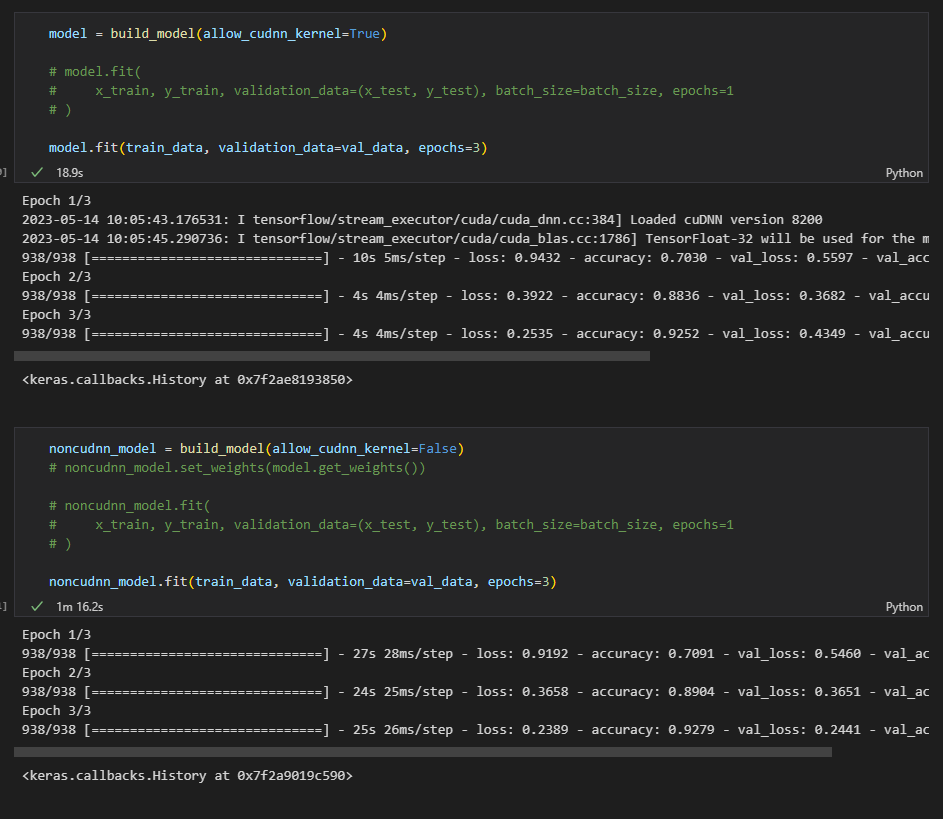 model = build_model(allow_cudnn_kernel=True)
# model.fit(
#     x_train, y_train, validation_data=(x_test, y_test), batch_size=batch_size, epochs=1
# )
model.fit(train_data, validation_data=val_data, epochs=3)
] ✓ 18.9s Python
Epoch 1/3
2023-05-14 10:05:43.176531: I tensorflow/stream_executor/cuda/cuda_dnn.cc:384] Loaded cuDNN version 8200
2023-05-14 10:05:45.290736: I tensorflow/stream_executor/cuda/cuda_blas.cc:1786] TensorFloat-32 will be used for the m
938/938 [==============================] - 10s 5ms/step - loss: 0.9432 - accuracy: 0.7030 - val_loss: 0.5597 - val_acc
Epoch 2/3
938/938 [==============================] - 4s 4ms/step - loss: 0.3922 - accuracy: 0.8836 - val_loss: 0.3682 - val_accu
Epoch 3/3
938/938 [==============================] - 4s 4ms/step - loss: 0.2535 - accuracy: 0.9252 - val_loss: 0.4349 - val_accu
<keras.callbacks.History at 0x7f2ae8193850>
noncudnn_model = build_model(allow_cudnn_kernel=False)
# noncudnn_model.set_weights(model.get_weights())
# noncudnn_model.fit(
#     x_train, y_train, validation_data=(x_test, y_test), batch_size=batch_size, epochs=1
# )
noncudnn_model.fit(train_data, validation_data=val_data, epochs=3)
] ✓ 1m 16.2s Python
Epoch 1/3
938/938 [==============================] - 27s 28ms/step - loss: 0.9192 - accuracy: 0.7091 - val_loss: 0.5460 - val_ac
Epoch 2/3
938/938 [==============================] - 24s 25ms/step - loss: 0.3658 - accuracy: 0.8904 - val_loss: 0.3651 - val_ac
Epoch 3/3
938/938 [==============================] - 25s 26ms/step - loss: 0.2389 - accuracy: 0.9279 - val_loss: 0.2441 - val_ac
<keras.callbacks.History at 0x7f2a9019c590>